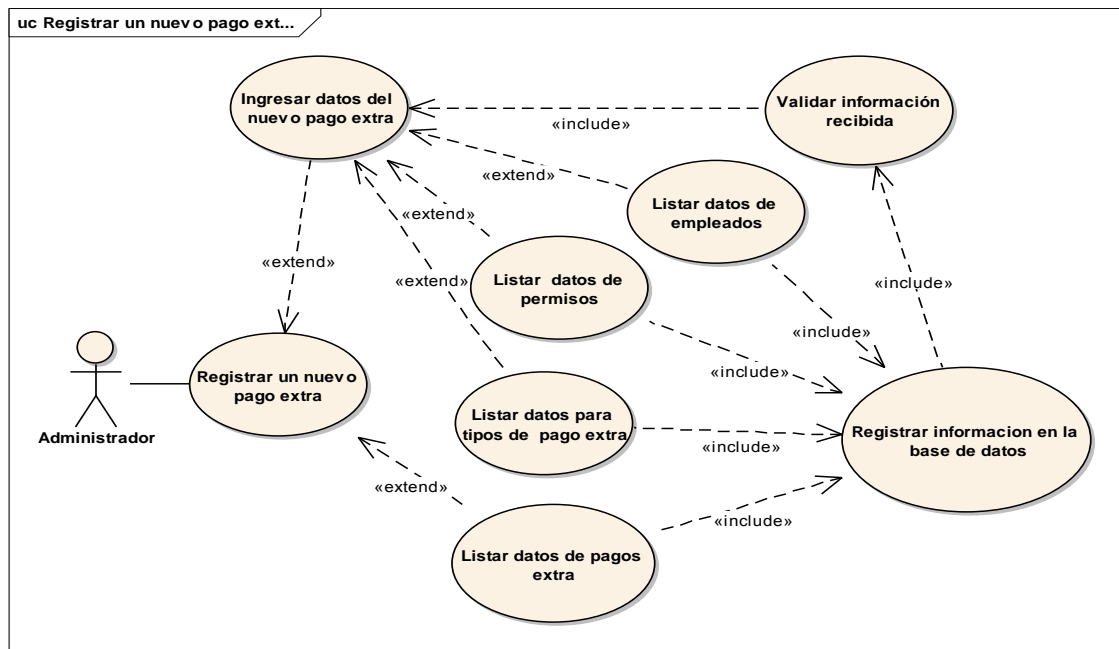 uc Registrar un nuevo pago ext...
Ingresar datos del
nuevo pago extra
Validar información
recibida
«include»
«extend»
Listar datos de
empleados
«extend»
«extend»
«extend»
Listar datos de
permisos
«include»
«include»
«include»
Registrar un nuevo
pago extra
Administrador
Listar datos para
tipos de pago extra
«include»
Registrar informacion en la
base de datos
«extend»
«include»
Listar datos de pagos
extra